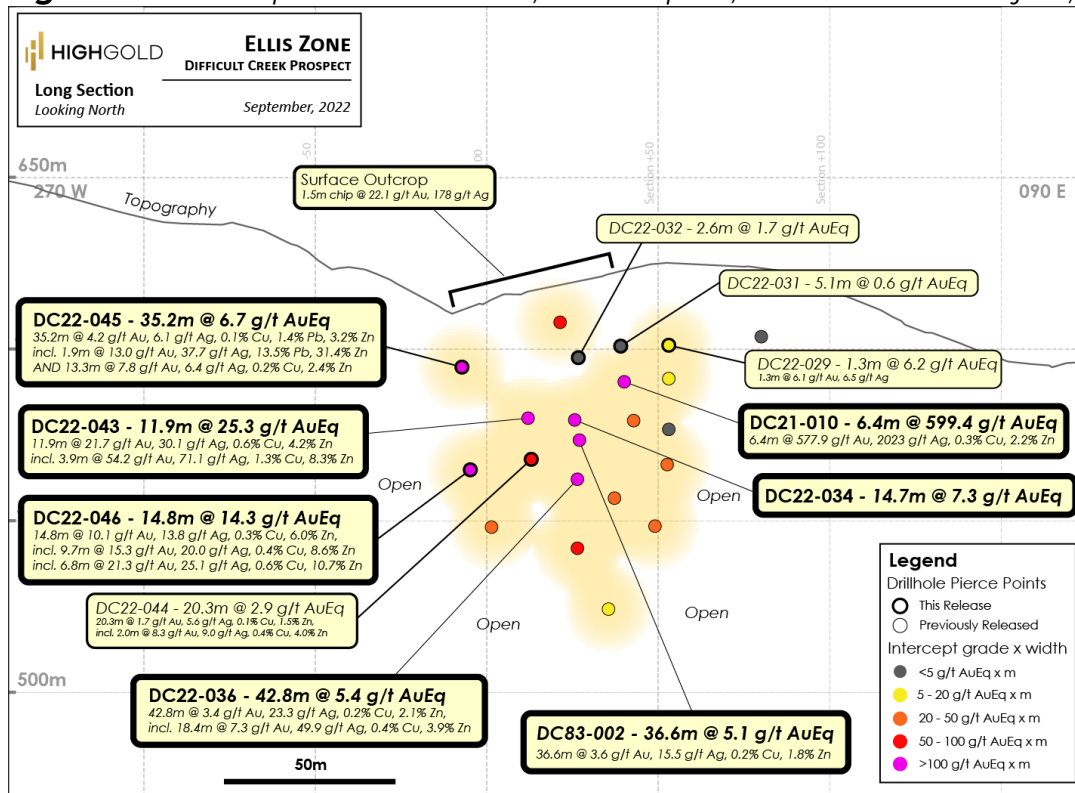 HIGHGOLD
ELLIS ZONE
DIFFICULT CREEK PROSPECT
Long Section
Looking North
September, 2022
650m
270 W
090 E
Topography
Section +50
Section +100
Surface Outcrop
1.5m chip @ 22.1 g/t Au, 178 g/t Ag
DC22-032 - 2.6m @ 1.7 g/t AuEq
DC22-031 - 5.1m @ 0.6 g/t AuEq
DC22-045 - 35.2m @ 6.7 g/t AuEq
35.2m @ 4.2 g/t Au, 6.1 g/t Ag, 0.1% Cu, 1.4% Pb, 3.2% Zn
incl. 1.9m @ 13.0 g/t Au, 37.7 g/t Ag, 13.5% Pb, 31.4% Zn
AND 13.3m @ 7.8 g/t Au, 6.4 g/t Ag, 0.2% Cu, 2.4% Zn
DC22-029 - 1.3m @ 6.2 g/t AuEq
1.3m @ 6.1 g/t Au, 6.5 g/t Ag
DC22-043 - 11.9m @ 25.3 g/t AuEq
11.9m @ 21.7 g/t Au, 30.1 g/t Ag, 0.6% Cu, 4.2% Zn
incl. 3.9m @ 54.2 g/t Au, 71.1 g/t Ag, 1.3% Cu, 8.3% Zn
DC21-010 - 6.4m @ 599.4 g/t AuEq
6.4m @ 577.9 g/t Au, 2023 g/t Ag, 0.3% Cu, 2.2% Zn
Open
Open
DC22-034 - 14.7m @ 7.3 g/t AuEq
DC22-046 - 14.8m @ 14.3 g/t AuEq
14.8m @ 10.1 g/t Au, 13.8 g/t Ag, 0.3% Cu, 6.0% Zn,
incl. 9.7m @ 15.3 g/t Au, 20.0 g/t Ag, 0.4% Cu, 8.6% Zn
incl. 6.8m @ 21.3 g/t Au, 25.1 g/t Ag, 0.6% Cu, 10.7% Zn
DC22-044 - 20.3m @ 2.9 g/t AuEq
20.3m @ 1.7 g/t Au, 5.6 g/t Ag, 0.1% Cu, 1.5% Zn,
incl. 2.0m @ 8.3 g/t Au, 9.0 g/t Ag, 0.4% Cu, 4.0% Zn
Open
Open
500m
DC22-036 - 42.8m @ 5.4 g/t AuEq
42.8m @ 3.4 g/t Au, 23.3 g/t Ag, 0.2% Cu, 2.1% Zn,
incl. 18.4m @ 7.3 g/t Au, 49.9 g/t Ag, 0.4% Cu, 3.9% Zn
DC83-002 - 36.6m @ 5.1 g/t AuEq
36.6m @ 3.6 g/t Au, 15.5 g/t Ag, 0.2% Cu, 1.8% Zn
50m
Legend
Drillhole Pierce Points
This Release
Previously Released
Intercept grade x width
<5 g/t AuEq x m
5 - 20 g/t AuEq x m
20 - 50 g/t AuEq x m
50 - 100 g/t AuEq x m
>100 g/t AuEq x m